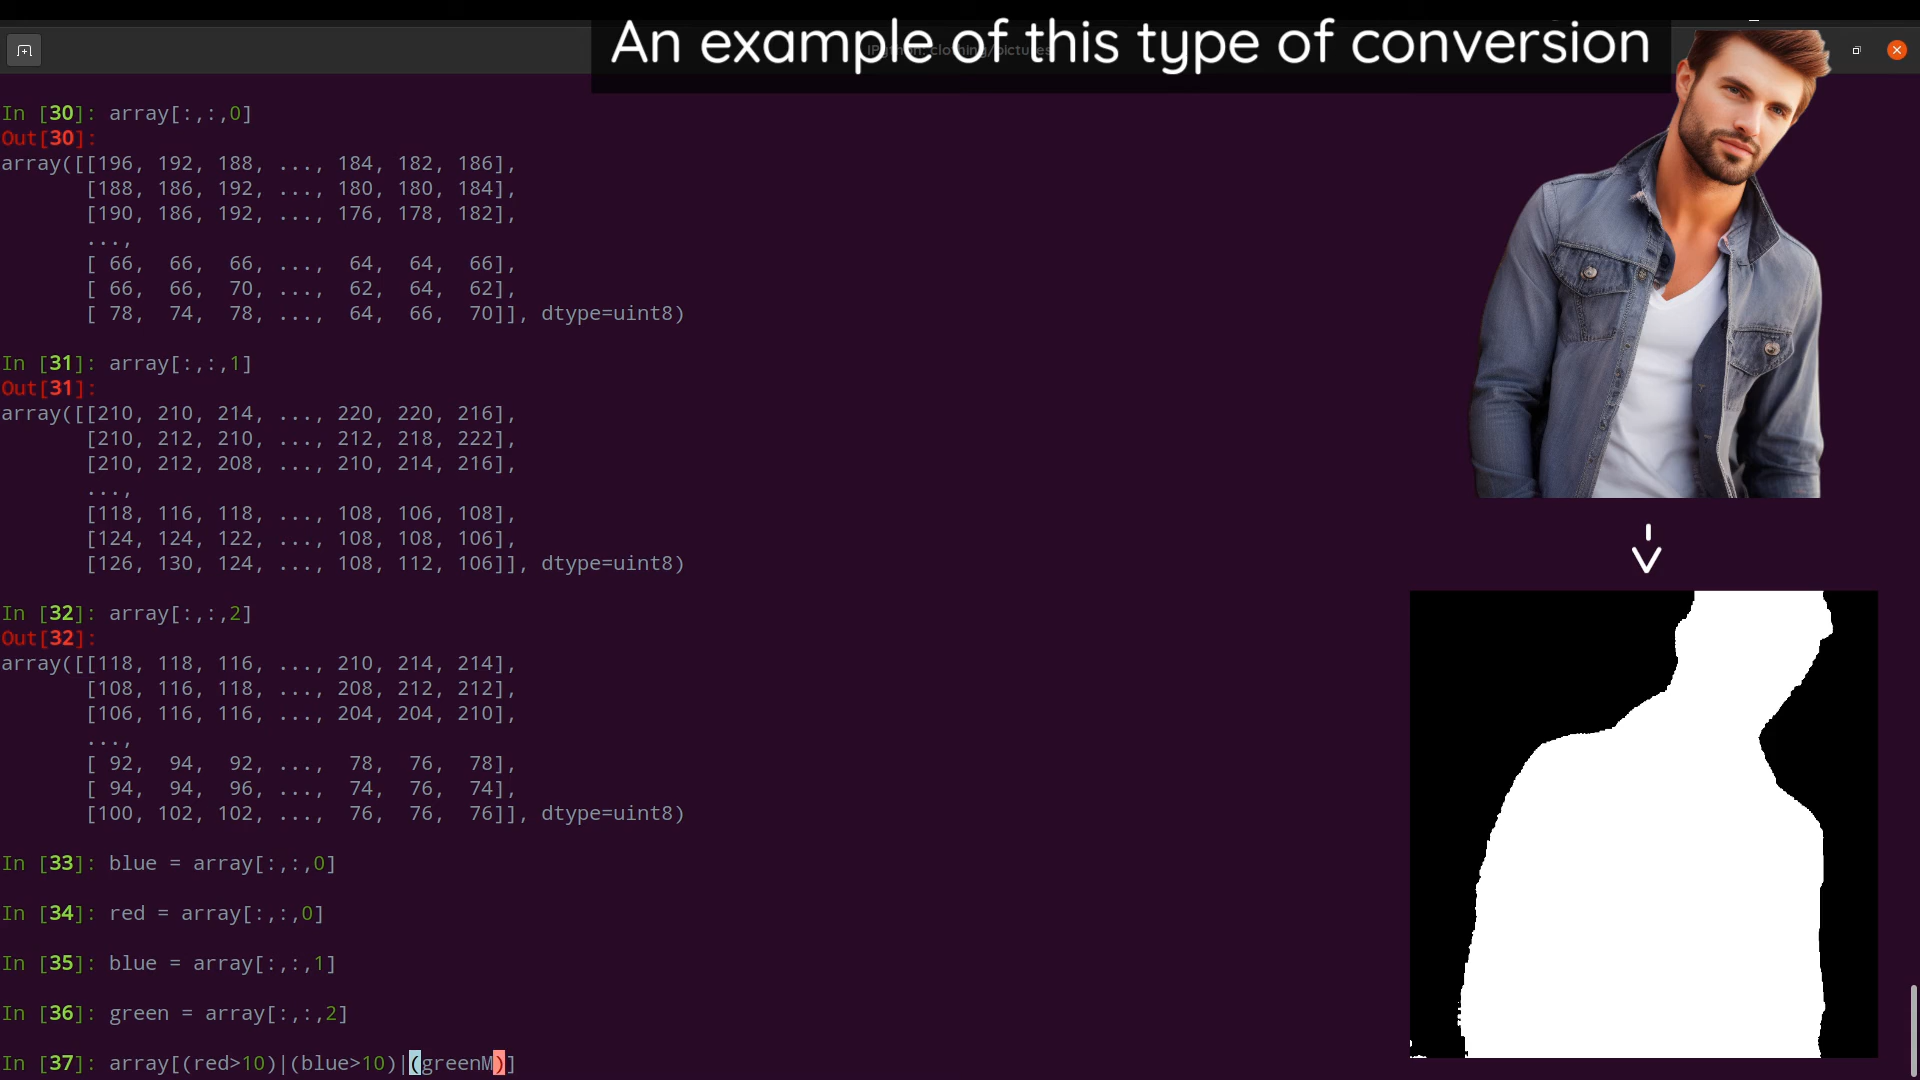 An example of this type of conversion
In [30]: array[:,:,0]
Out[30]:
array([[196, 192, 188, ..., 184, 182, 186],
[188, 186, 192, ..., 180, 180, 184],
[190, 186, 192, ..., 176, 178, 182],
...,
[ 66, 66, 66, ..., 64, 64, 66],
[ 66, 66, 70, ..., 62, 64, 62],
[ 78, 74, 78, ..., 64, 66, 70]], dtype=uint8)
In [31]: array[:,:,1]
Out[31]:
array([[210, 210, 214, ..., 220, 220, 216],
[210, 212, 210, ..., 212, 218, 222],
[210, 212, 208, ..., 210, 214, 216],
...,
[118, 116, 118, ..., 108, 106, 108],
[124, 124, 122, ..., 108, 108, 106],
[126, 130, 124, ..., 108, 112, 106]], dtype=uint8)
In [32]: array[:,:,2]
Out[32]:
array([[118, 118, 116, ..., 210, 214, 214],
[108, 116, 118, ..., 208, 212, 212],
[106, 116, 116, ..., 204, 204, 210],
...,
[ 92, 94, 92, ..., 78, 76, 78],
[ 94, 94, 96, ..., 74, 76, 74],
[100, 102, 102, ..., 76, 76, 76]], dtype=uint8)
In [33]: blue = array[:,:,0]
In [34]: red = array[:,:,0]
In [35]: blue = array[:,:,1]
In [36]: green = array[:,:,2]
In [37]: array[(red>10)|(blue>10)|(greenM)]